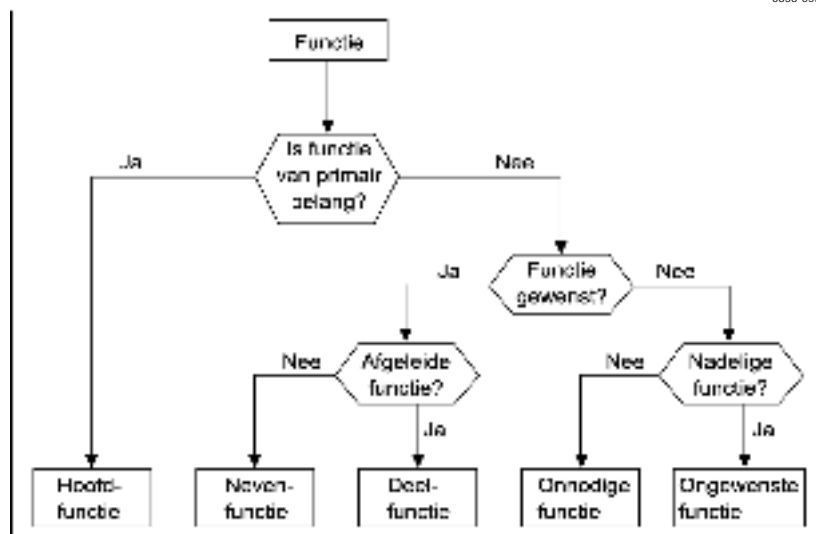 Functie
Is functie
van primair
belang?
Ja
Nee
Functie
gewenst?
Ja
Nee
Afgeleide
functie?
Nee
Ja
Nadelige
functie?
Nee
Ja
Hoofd-
functie
Neven-
functie
Deel-
functie
Onnodige
functie
Ongewenste
functie